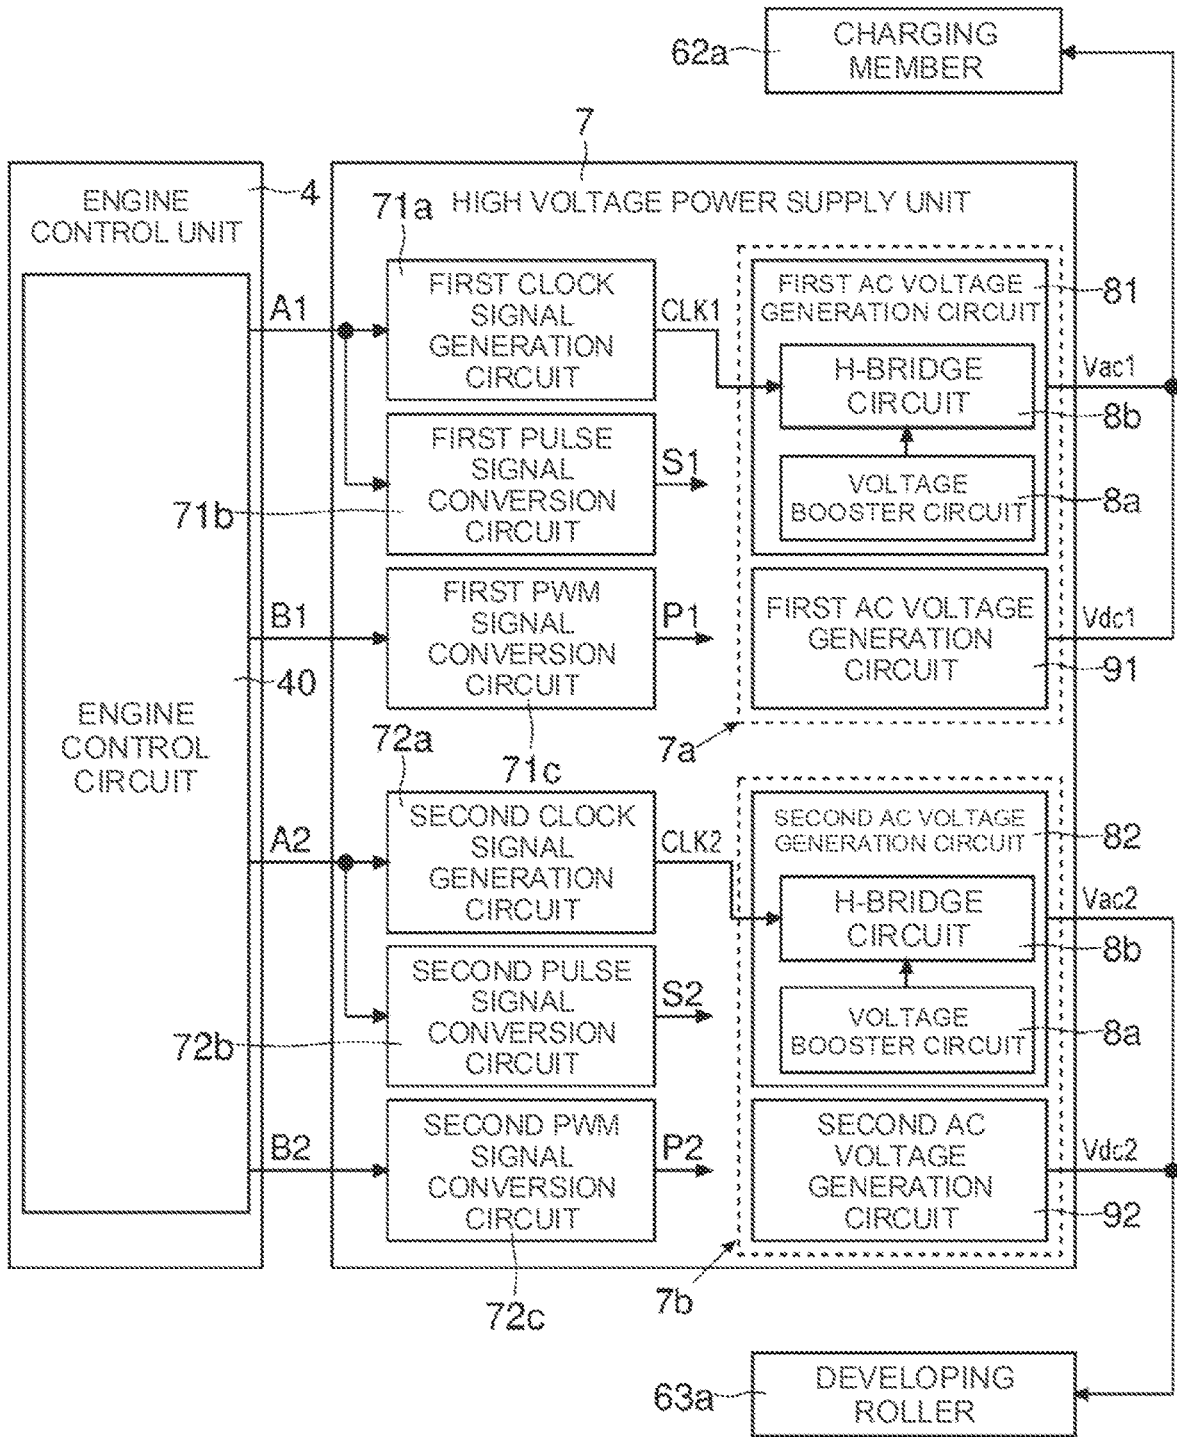 62a
CHARGING
MEMBER
7
ENGINE
CONTROL UNIT
4
HIGH VOLTAGE POWER SUPPLY UNIT
71a
A1
FIRST CLOCK
SIGNAL
GENERATION
CIRCUIT
CLK1
FIRST AC VOLTAGE
GENERATION CIRCUIT
81
H-BRIDGE
CIRCUIT
8b
Vac1
71b
FIRST PULSE
SIGNAL
CONVERSION
CIRCUIT
S1
VOLTAGE
BOOSTER CIRCUIT
8a
B1
FIRST PWM
SIGNAL
CONVERSION
CIRCUIT
P1
FIRST AC VOLTAGE
GENERATION
CIRCUIT
Vdc1
91
40
ENGINE
CONTROL
CIRCUIT
72a
71c
7a
A2
SECOND CLOCK
SIGNAL
GENERATION
CIRCUIT
CLK2
SECOND AC VOLTAGE
GENERATION CIRCUIT
82
H-BRIDGE
CIRCUIT
8b
Vac2
72b
SECOND PULSE
SIGNAL
CONVERSION
CIRCUIT
S2
VOLTAGE
BOOSTER CIRCUIT
8a
B2
SECOND PWM
SIGNAL
CONVERSION
CIRCUIT
P2
SECOND AC
VOLTAGE
GENERATION
CIRCUIT
Vdc2
92
72c
7b
63a
DEVELOPING
ROLLER